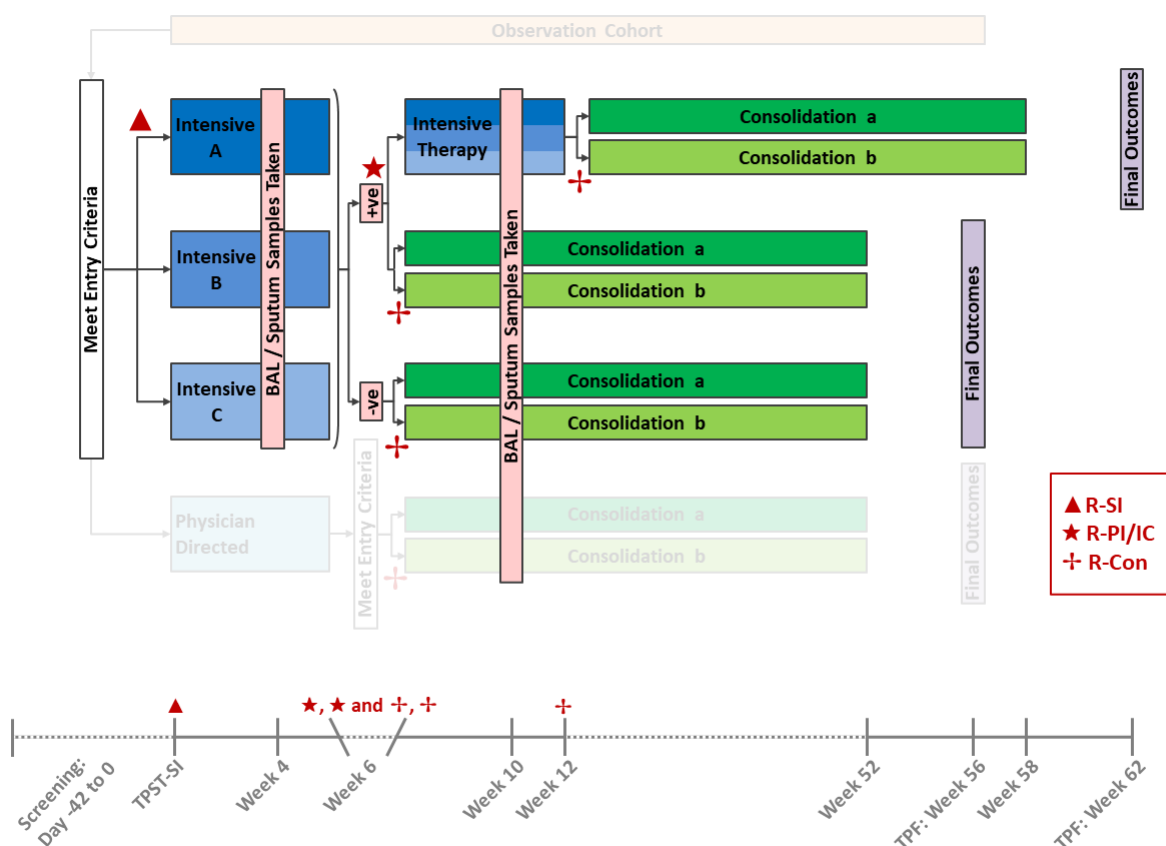 Observation Cohort
Meet Entry Criteria
Intensive
A
Intensive
B
Intensive
C
BAL / Sputum Samples Taken
+ve
-ve
Intensive
Therapy
BAL / Sputum Samples Taken
Consolidation a
Consolidation b
Consolidation a
Consolidation b
Consolidation a
Consolidation b
Final Outcomes
Final Outcomes
Physician
Directed
Meet Entry Criteria
Consolidation a
Consolidation b
Final Outcomes
R-SI
R-PI/IC
R-Con
, and ,
Screening:
Day -42 to 0
TPST-SI
Week 4
Week 6
Week 10
Week 12
Week 52
TPF: Week 56
Week 58
TPF: Week 62